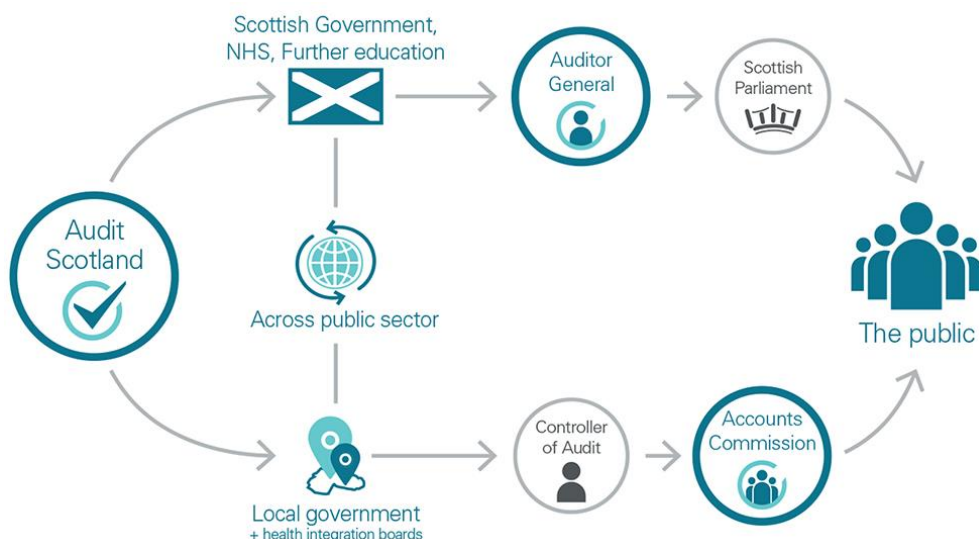 Scottish Government,
NHS, Further education
Auditor
General
Scottish
Parliament
Audit
Scotland
Across public sector
The public
Local government
+ health integration boards
Controller
of Audit
Accounts
Commission